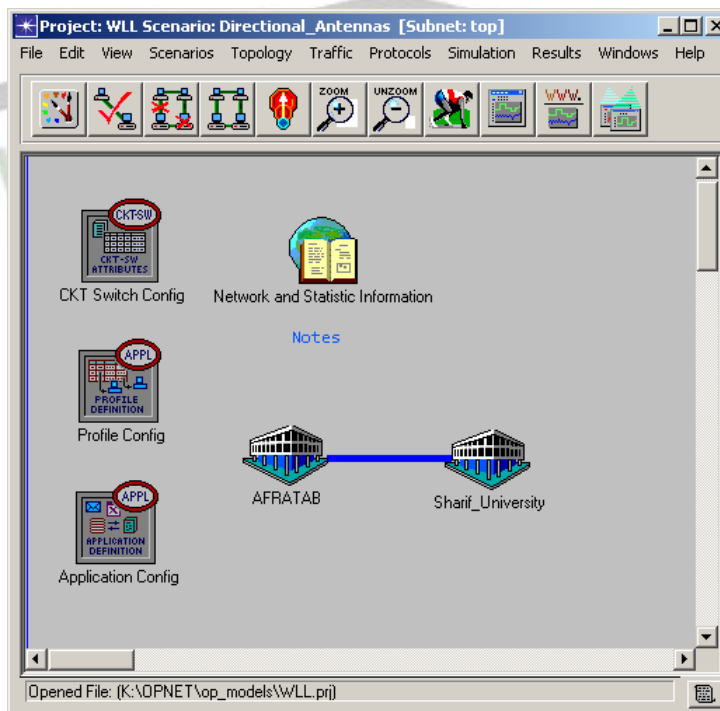 Project: WLL Scenario: Directional_Antennas [Subnet: top]
File Edit View Scenarios Topology Traffic Protocols Simulation Results Windows Help
ZOOM
UNZOOM
CKT-SW
CKT-SW
ATTRIBUTES
CKT Switch Config
Network and Statistic Information
Notes
APPL
PROFILE
DEFINITION
Profile Config
AFRATAB
Sharif_University
APPL
APPLICATION
DEFINITION
Application Config
Opened File: (K:\OPNET\op_models\WLL.prj)